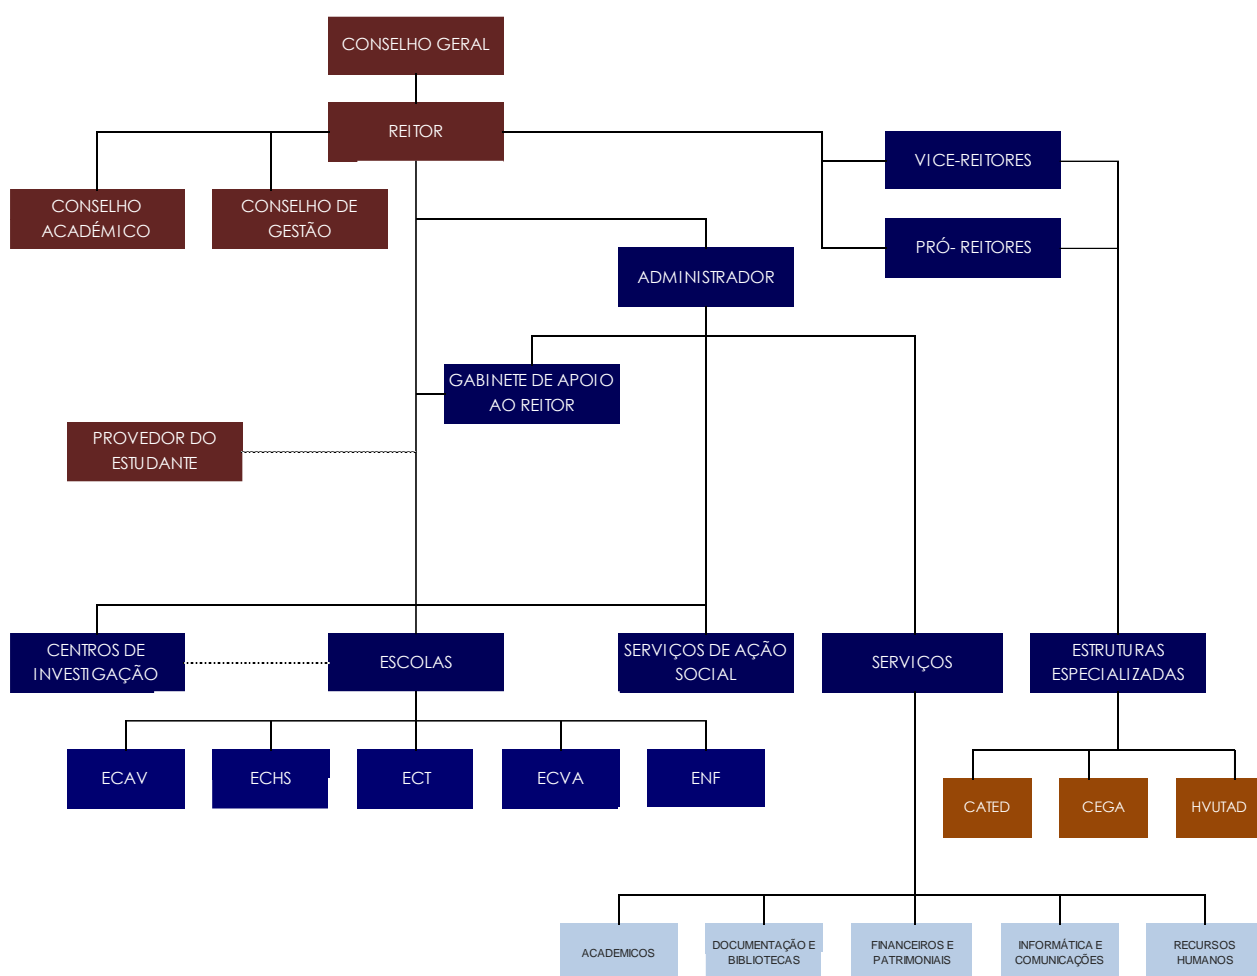 CONSELHO GERAL
REITOR
VICE-REITORES
CONSELHO
ACADÉMICO
CONSELHO DE
GESTÃO
PRÓ- REITORES
ADMINISTRADOR
GABINETE DE APOIO
AO REITOR
PROVEDOR DO
ESTUDANTE
CENTROS DE
INVESTIGAÇÃO
ESCOLAS
SERVIÇOS DE AÇÃO
SOCIAL
SERVIÇOS
ESTRUTURAS
ESPECIALIZADAS
ECAV
ECHS
ECT
ECVA
ENF
CATED
CEGA
HVUTAD
ACADEMICOS
DOCUMENTAÇÃO E
BIBLIOTECAS
FINANCEIROS E
PATRIMONIAIS
INFORMÁTICA E
COMUNICAÇÕES
RECURSOS
HUMANOS